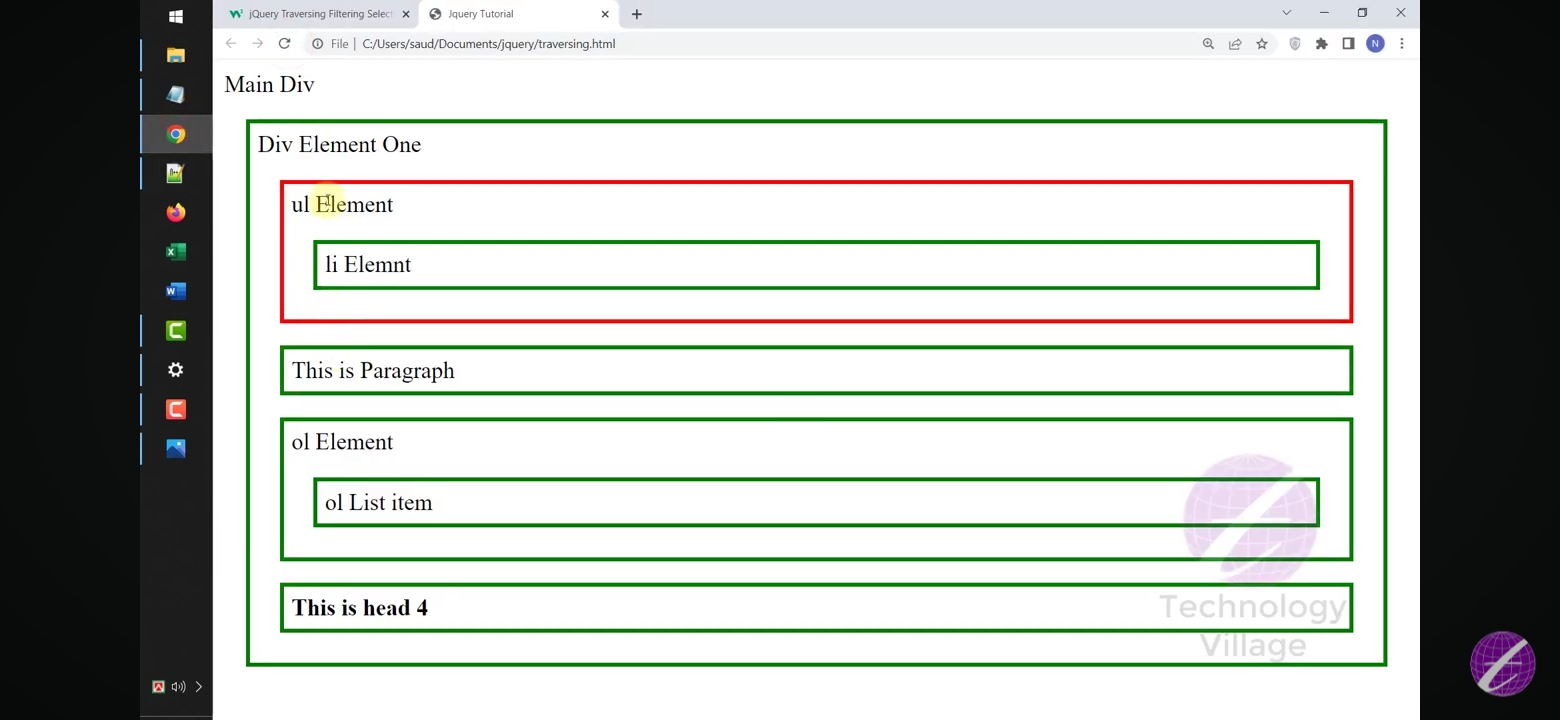 jQuery Traversing Filtering Select
Jquery Tutorial
File
C:/Users/saud/Documents/jquery/traversing.html
N
Main Div
Div Element One
ul Element
li Elemnt
This is Paragraph
ol Element
ol List item
This is head 4
Technology
Village